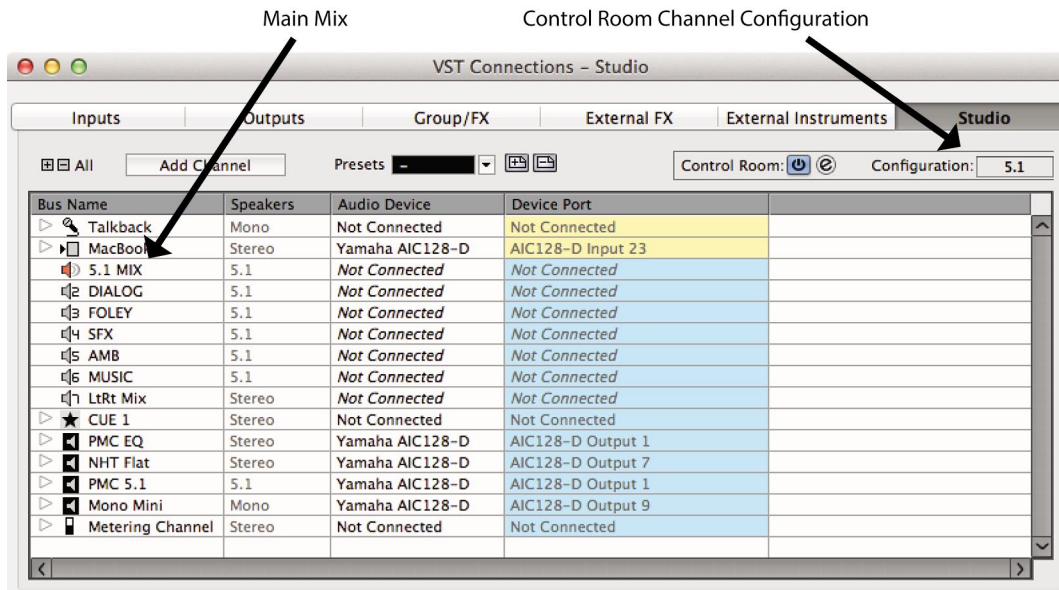 Main Mix Control Room Channel Configuration
VST Connections – Studio
Inputs Outputs Group/FX External FX External Instruments Studio
All Add Channel Presets – Control Room: e Configuration: 5.1
Bus Name Speakers Audio Device Device Port
Talkback Mono Not Connected Not Connected
MacBook Stereo Yamaha AIC128-D AIC128-D Input 23
5.1 MIX 5.1 Not Connected Not Connected
2 DIALOG 5.1 Not Connected Not Connected
3 FOLEY 5.1 Not Connected Not Connected
4 SFX 5.1 Not Connected Not Connected
5 AMB 5.1 Not Connected Not Connected
6 MUSIC 5.1 Not Connected Not Connected
7 LtRt Mix Stereo Not Connected Not Connected
CUE 1 Stereo Not Connected Not Connected
PMC EQ Stereo Yamaha AIC128-D AIC128-D Output 1
NHT Flat Stereo Yamaha AIC128-D AIC128-D Output 7
PMC 5.1 5.1 Yamaha AIC128-D AIC128-D Output 1
Mono Mini Mono Yamaha AIC128-D AIC128-D Output 9
Metering Channel Stereo Not Connected Not Connected